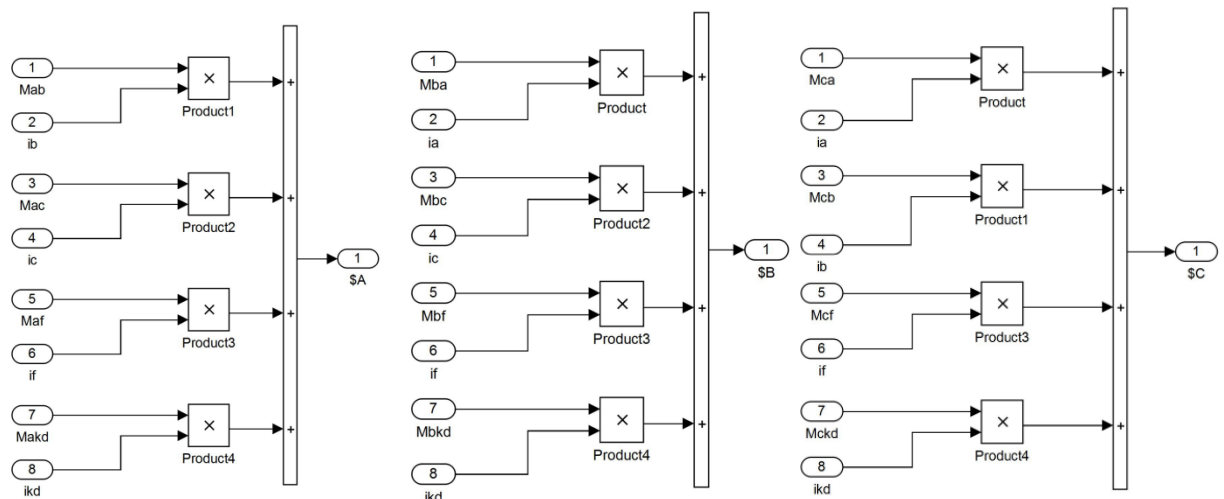 1
Mab
×
+
Product1
2
ib
3
Mac
×
+
Product2
4
ic
1
$A
5
Maf
×
+
Product3
6
if
7
Makd
×
+
Product4
8
ikd
1
Mba
×
+
Product
2
ia
3
Mbc
×
+
Product2
4
ic
1
$B
5
Mbf
×
+
Product3
6
if
7
Mbkd
×
+
Product4
8
ikd
1
Mca
×
+
Product
2
ia
3
Mcb
×
+
Product1
4
ib
1
$C
5
Mcf
×
+
Product3
6
if
7
Mckd
×
+
Product4
8
ikd